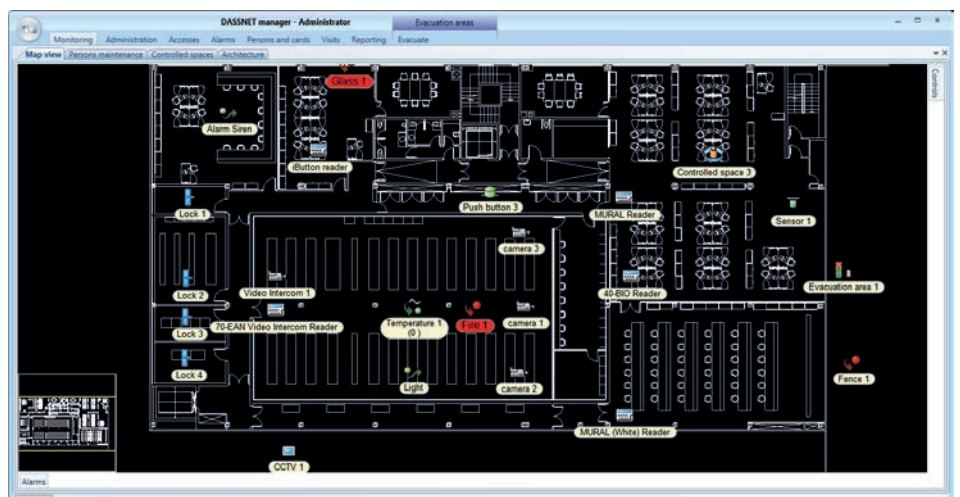 DASSNET manager - Administrator
Evacuation areas
Monitoring Administration Accesses Alarms Persons and cards Visits Reporting Evacuate
Map view Persons maintenance Controlled spaces Architecture
Controls
Glass 1
Alarm Siren
iButton reader
Controlled space 3
Lock 1
Push button 3
MURAL Reader
Sensor 1
camera 3
Lock 2
Video Intercom 1
40-BIO Reader
Evacuation area 1
70-EAN Video Intercom Reader
Temperature 1
(0 )
Fire 1
camera 1
Lock 3
Lock 4
Light
camera 2
Fence 1
MURAL (White) Reader
CCTV 1
Alarms